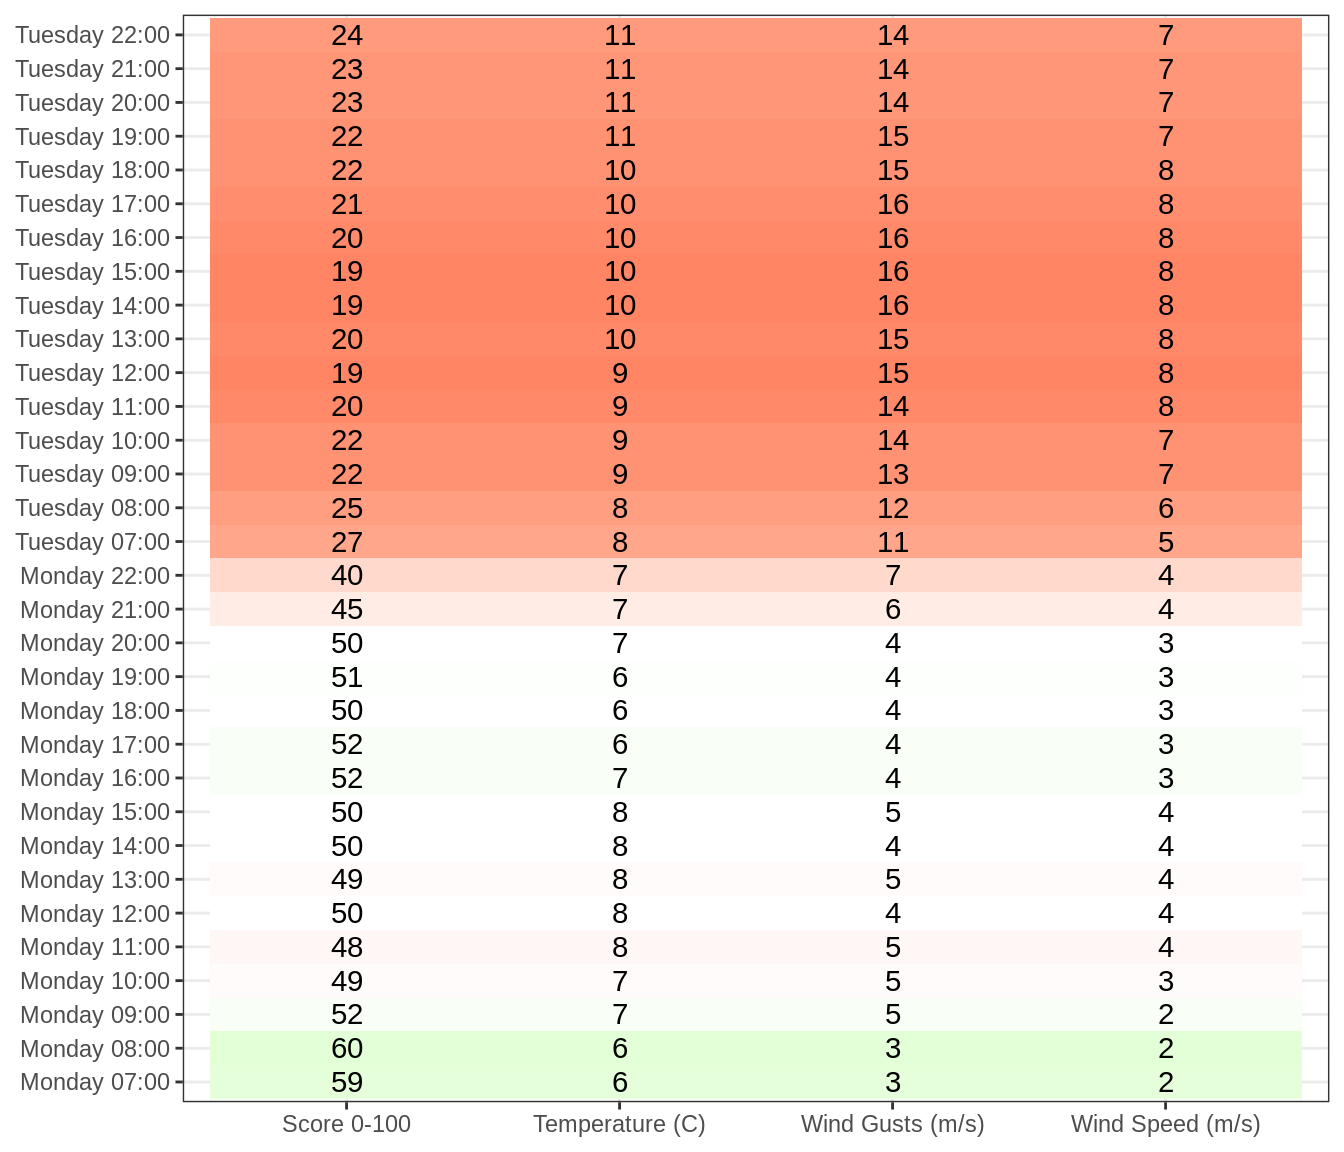 Tuesday 22:00 24 11 14 7
Tuesday 21:00 23 11 14 7
Tuesday 20:00 23 11 14 7
Tuesday 19:00 22 11 15 7
Tuesday 18:00 22 10 15 8
Tuesday 17:00 21 10 16 8
Tuesday 16:00 20 10 16 8
Tuesday 15:00 19 10 16 8
Tuesday 14:00 19 10 16 8
Tuesday 13:00 20 10 15 8
Tuesday 12:00 19 9 15 8
Tuesday 11:00 20 9 14 8
Tuesday 10:00 22 9 14 7
Tuesday 09:00 22 9 13 7
Tuesday 08:00 25 8 12 6
Tuesday 07:00 27 8 11 5
Monday 22:00 40 7 7 4
Monday 21:00 45 7 6 4
Monday 20:00 50 7 4 3
Monday 19:00 51 6 4 3
Monday 18:00 50 6 4 3
Monday 17:00 52 6 4 3
Monday 16:00 52 7 4 3
Monday 15:00 50 8 5 4
Monday 14:00 50 8 4 4
Monday 13:00 49 8 5 4
Monday 12:00 50 8 4 4
Monday 11:00 48 8 5 4
Monday 10:00 49 7 5 3
Monday 09:00 52 7 5 2
Monday 08:00 60 6 3 2
Monday 07:00 59 6 3 2
Score 0-100 Temperature (C) Wind Gusts (m/s) Wind Speed (m/s)